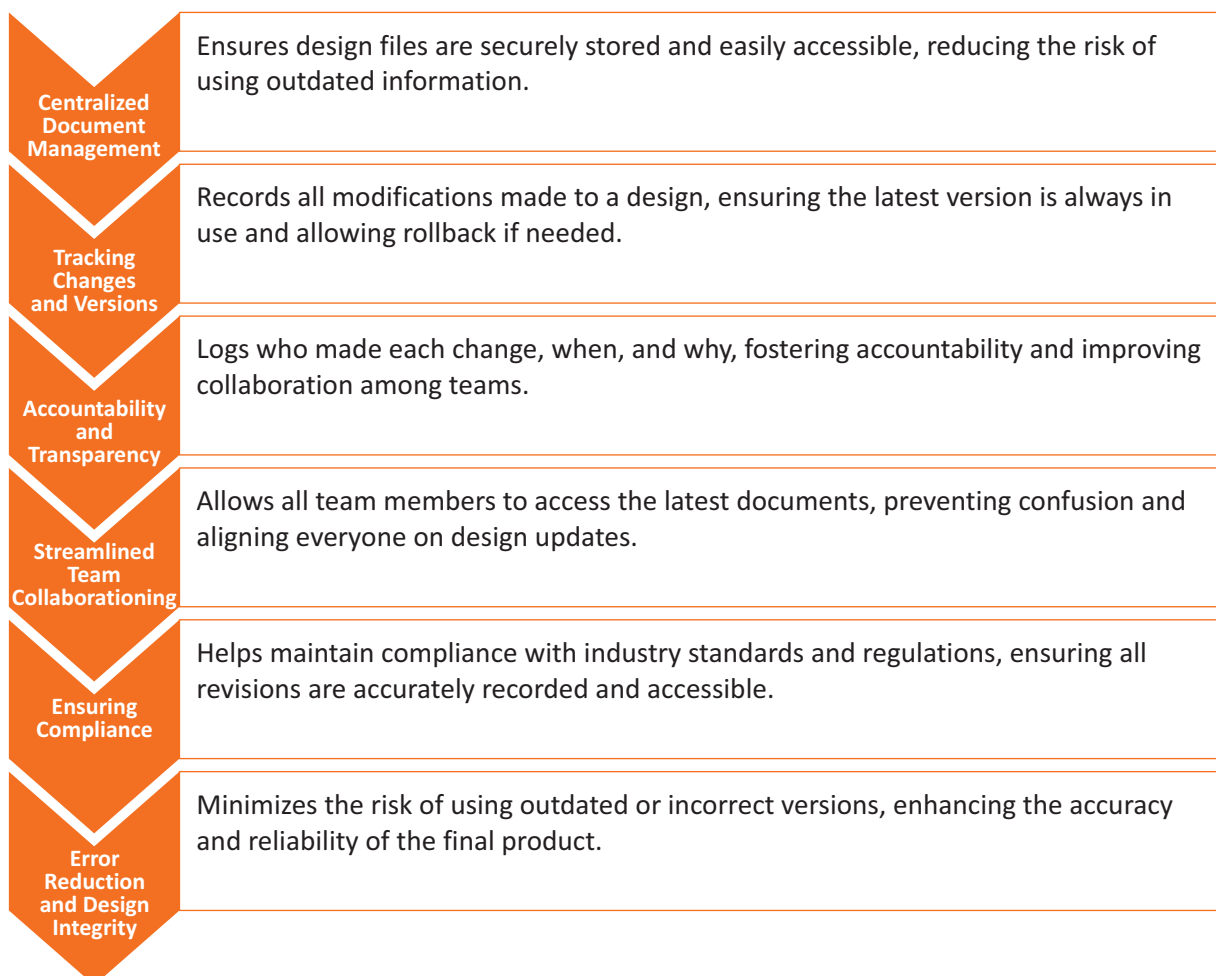 Centralized
Document
Management
Ensures design files are securely stored and easily accessible, reducing the risk of
using outdated information.
Tracking
Changes
and Versions
Records all modifications made to a design, ensuring the latest version is always in
use and allowing rollback if needed.
Accountability
and
Transparency
Logs who made each change, when, and why, fostering accountability and improving
collaboration among teams.
Streamlined
Team
Collaborationing
Allows all team members to access the latest documents, preventing confusion and
aligning everyone on design updates.
Ensuring
Compliance
Helps maintain compliance with industry standards and regulations, ensuring all
revisions are accurately recorded and accessible.
Error
Reduction
and Design
Integrity
Minimizes the risk of using outdated or incorrect versions, enhancing the accuracy
and reliability of the final product.